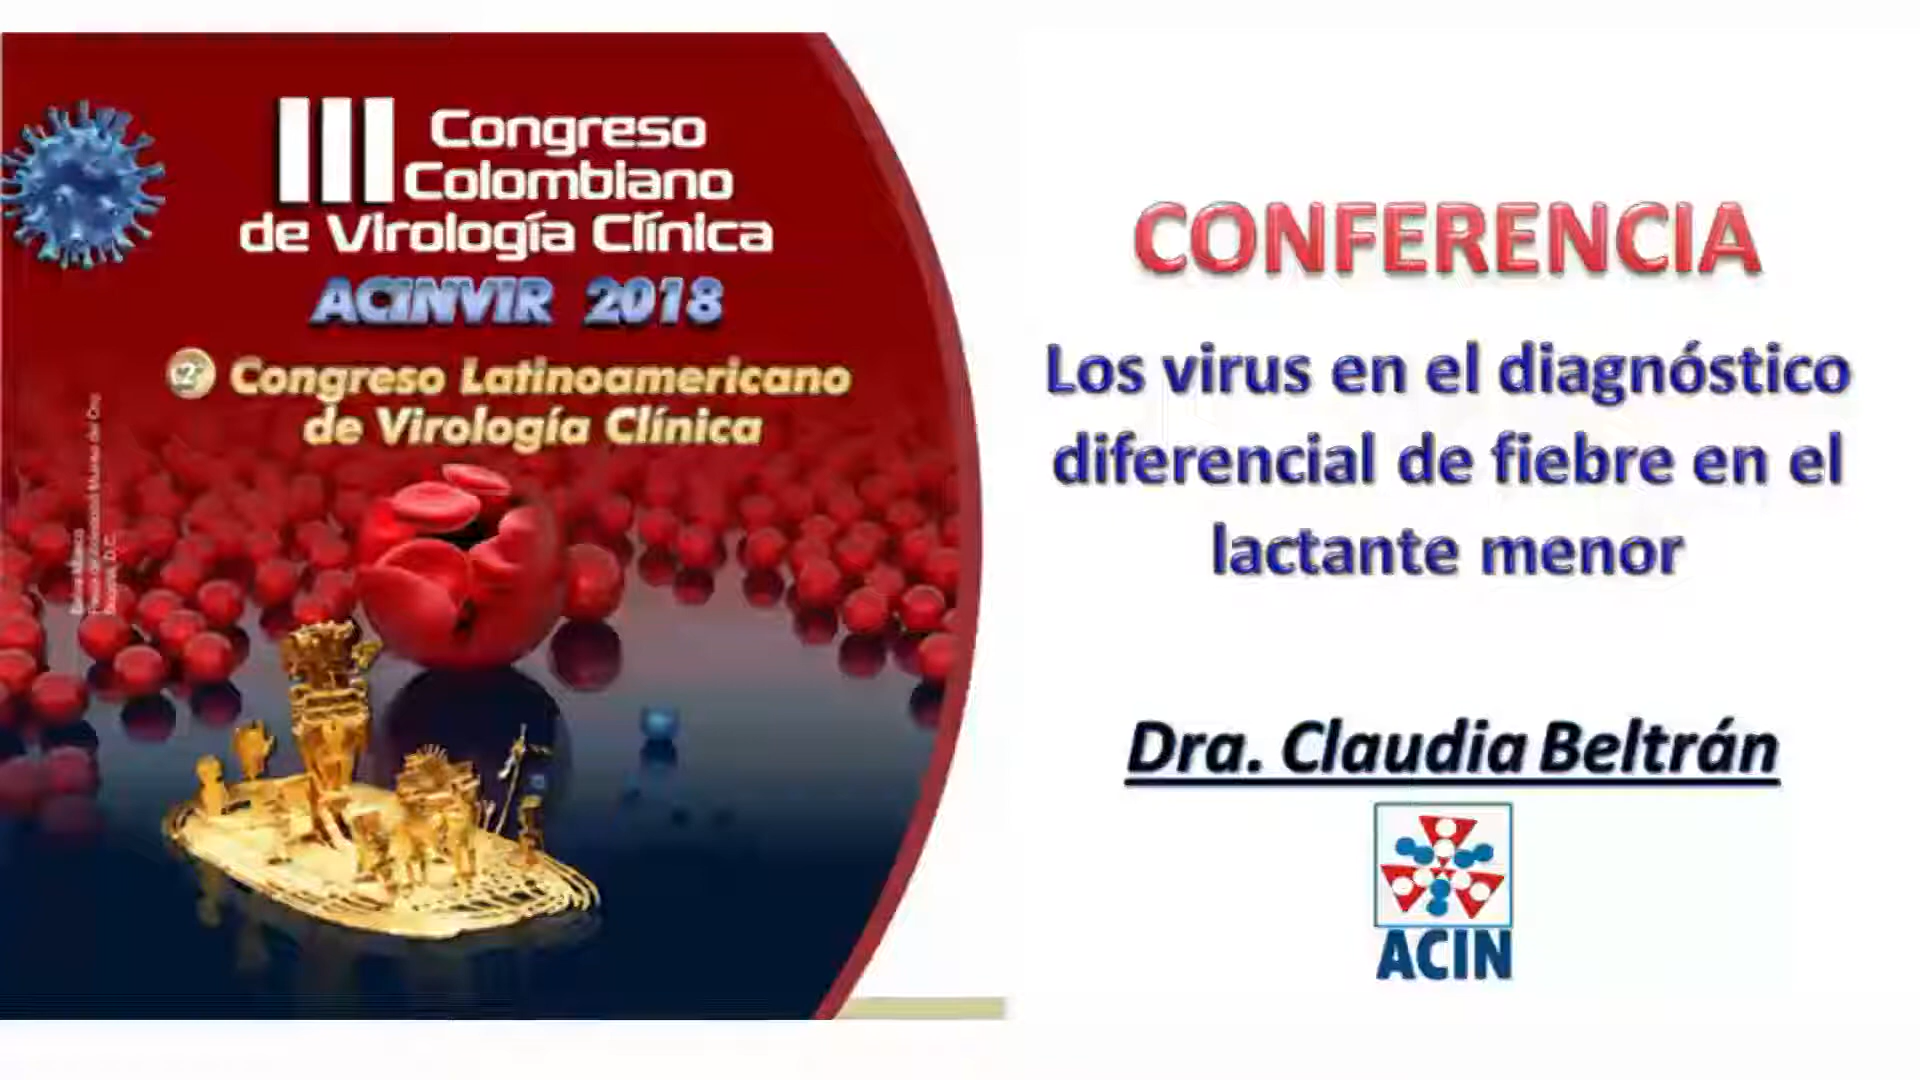 III Congreso
Colombiano
de Virología Clínica
ACINVIR 2018
2º Congreso Latinoamericano
de Virología Clínica
CONFERENCIA
Los virus en el diagnóstico
diferencial de fiebre en el
lactante menor
Dra. Claudia Beltrán
ACIN